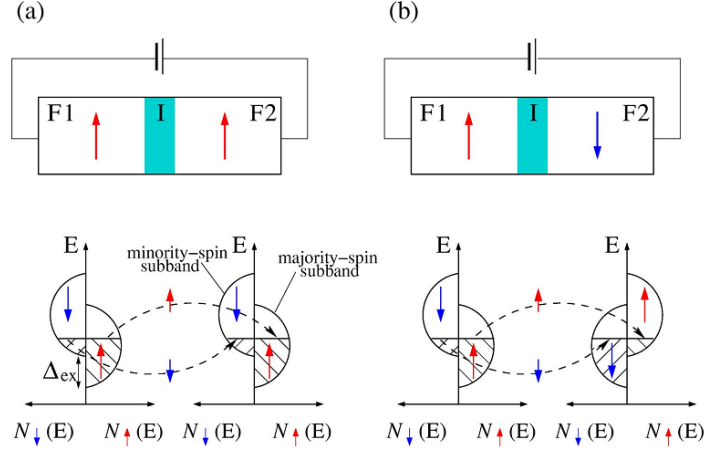 (a)
(b)
F1 I F2
F1 I F2
E
E
E
E
minority-spin
subband
majority-spin
subband
Δex
N↓(E) N↑(E) N↓(E) N↑(E)
N↓(E) N↑(E) N↓(E) N↑(E)